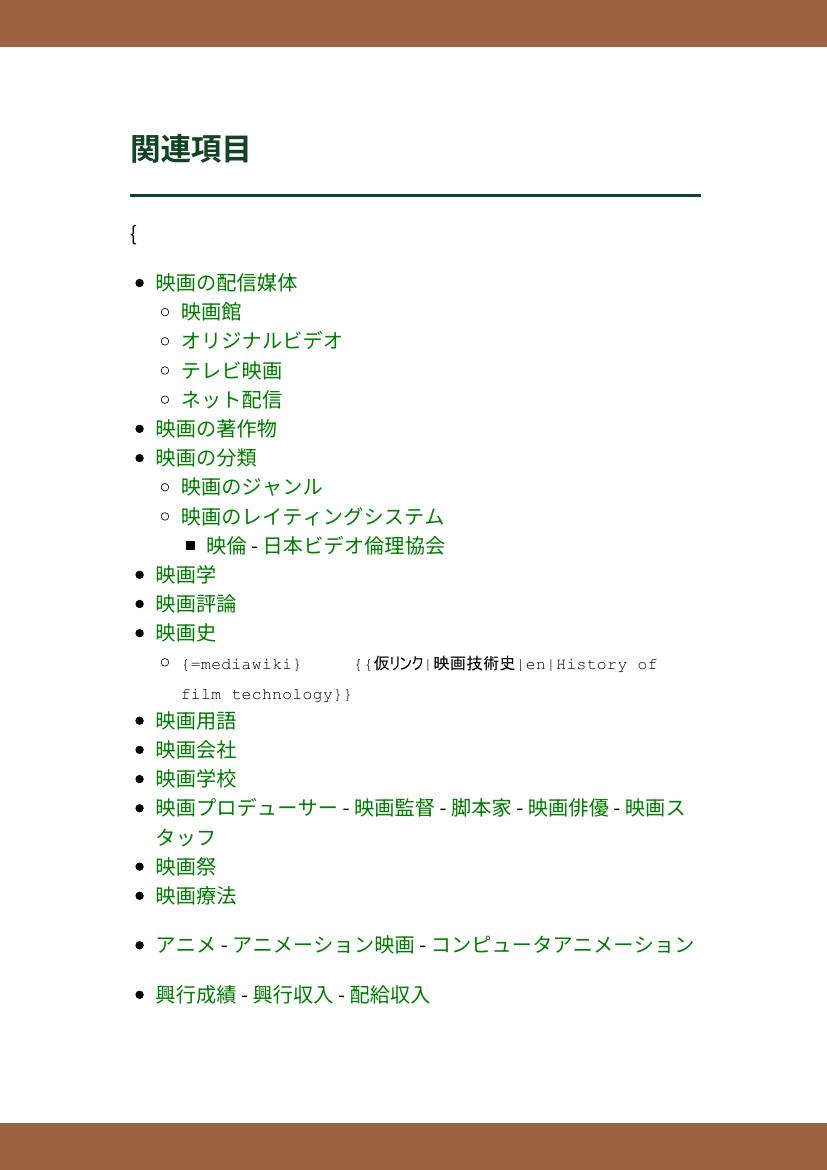 関連項目
{
映画の配信媒体
映画館
オリジナルビデオ
テレビ映画
ネット配信
映画の著作物
映画の分類
映画のジャンル
映画のレイティングシステム
映倫 - 日本ビデオ倫理協会
映画学
映画評論
映画史
{=mediawiki} {{仮リンク|映画技術史|en|History of
film technology}}
映画用語
映画会社
映画学校
映画プロデューサー - 映画監督 - 脚本家 - 映画俳優 - 映画ス
タッフ
映画祭
映画療法
アニメ - アニメーション映画 - コンピュータアニメーション
興行成績 - 興行収入 - 配給収入